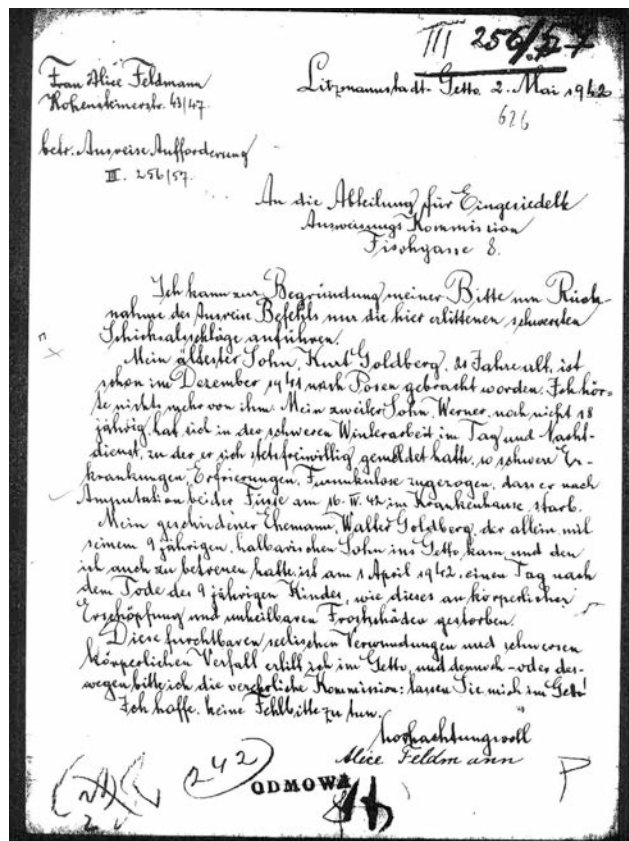 III 256/57
Frau Alice Feldmann
Hohensteinerstr. 43/47.
Litzmannstadt-Getto 2. Mai 1942
626
betr. Ausreise Aufforderung
III. 256/57.
An die Abteilung für Eingesiedelte
Ausweisungs Kommission
Fischgasse 8.
Ich kann zur Begründung meiner Bitte um Rück-
nahme des Ausreise Befehls nur die hier erlittenen schwersten
Schicksalsschläge anführen.
Mein ältester Sohn, Kurt Goldberg, Jahre alt, ist
schon im Dezember 1941 nach Posen gebracht worden. Ich hör-
te nichts mehr von ihm. Mein zweiter Sohn, Werner, noch nicht 18
jährig, hat sich in der schweren Winterarbeit im Tag und Nacht-
dienst, zu der er sich stets freiwillig gemeldet hatte, so schwere Er-
krankungen, Erfrierungen, Furunkulose zugezogen, dass er nach
Amputation beider Füsse am 16. IV. 42 im Krankenhause starb.
Mein geschiedener Ehemann, Walter Goldberg, der allein mit
seinem 9 jährigen, halbarischen Sohn ins Getto kam und den
ich auch zu betreuen hatte, ist am 1 April 1942, einen Tag nach
dem Tode des 9 jährigen Kindes, wie dieses an körperlicher
Erschöpfung und unheilbaren Frostschäden gestorben.
Diese furchtbaren seelischen Verwundungen und schweren
körperlichen Verfall erlitt ich im Getto, und dennoch - oder des-
wegen bitte ich die verehrliche Kommission: lassen Sie mich im Getto!
Ich hoffe, keine Fehlbitte zu tun.
hochachtungsvoll
Alice Feldmann
242
ODMOWA
P